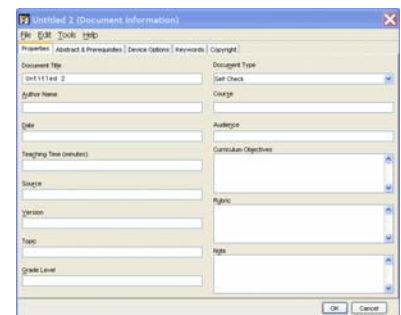 Untitled 2 (Document Information)
File Edit Tools Help
Properties Abstract & Prerequisites Device Options Keywords Copyright
Document Title
Untitled 2
Author Name
Date
Teaching Time (minutes)
Source
Version
Topic
Grade Level
Document Type
Self Check
Course
Audience
Curriculum Objectives
Rubric
Note
OK Cancel